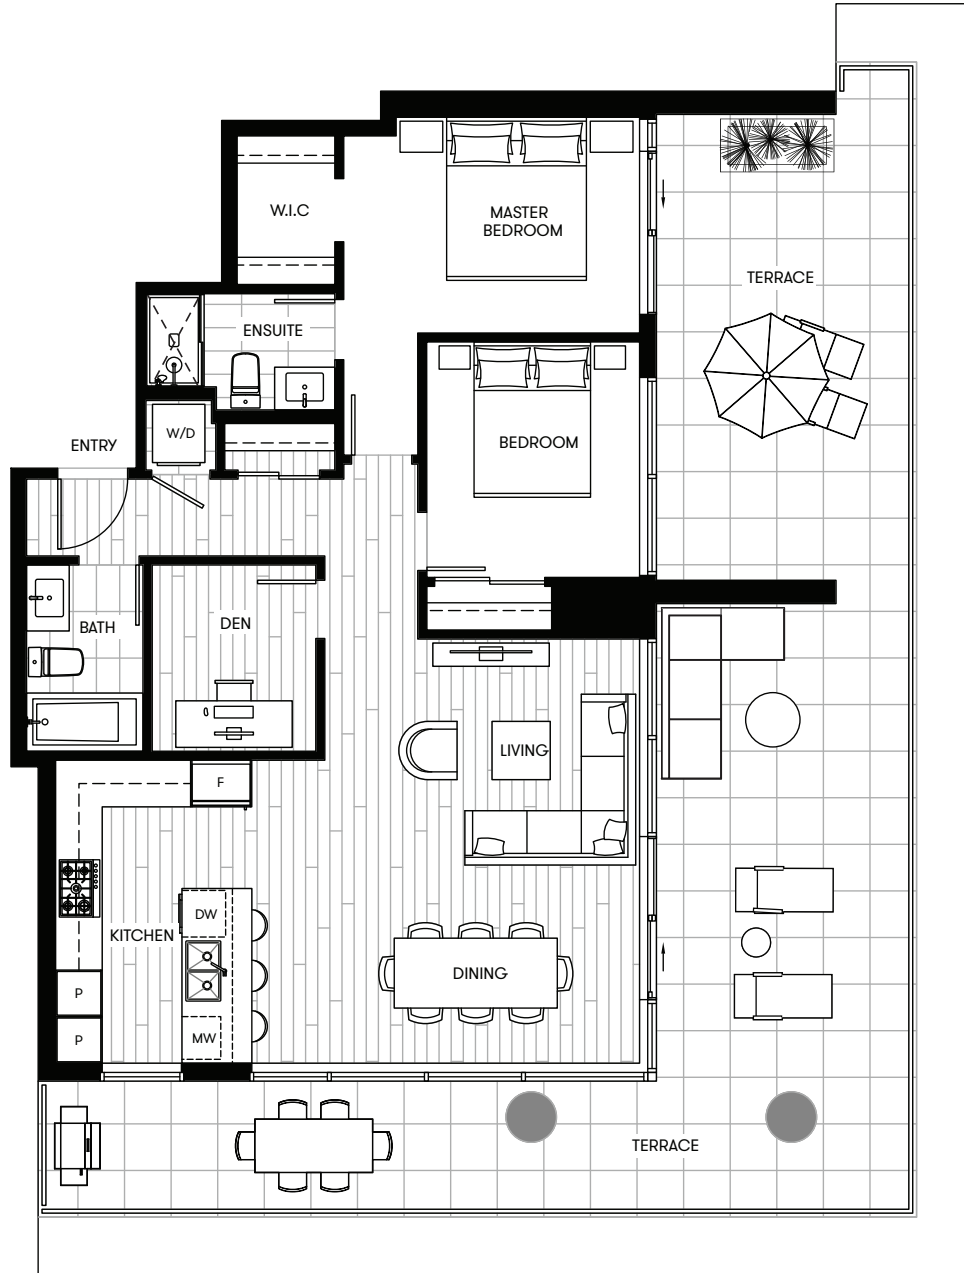 W.I.C
MASTER
BEDROOM
TERRACE
ENSUITE
W/D
BEDROOM
ENTRY
BATH
DEN
LIVING
F
DW
KITCHEN
DINING
P
P
MW
TERRACE